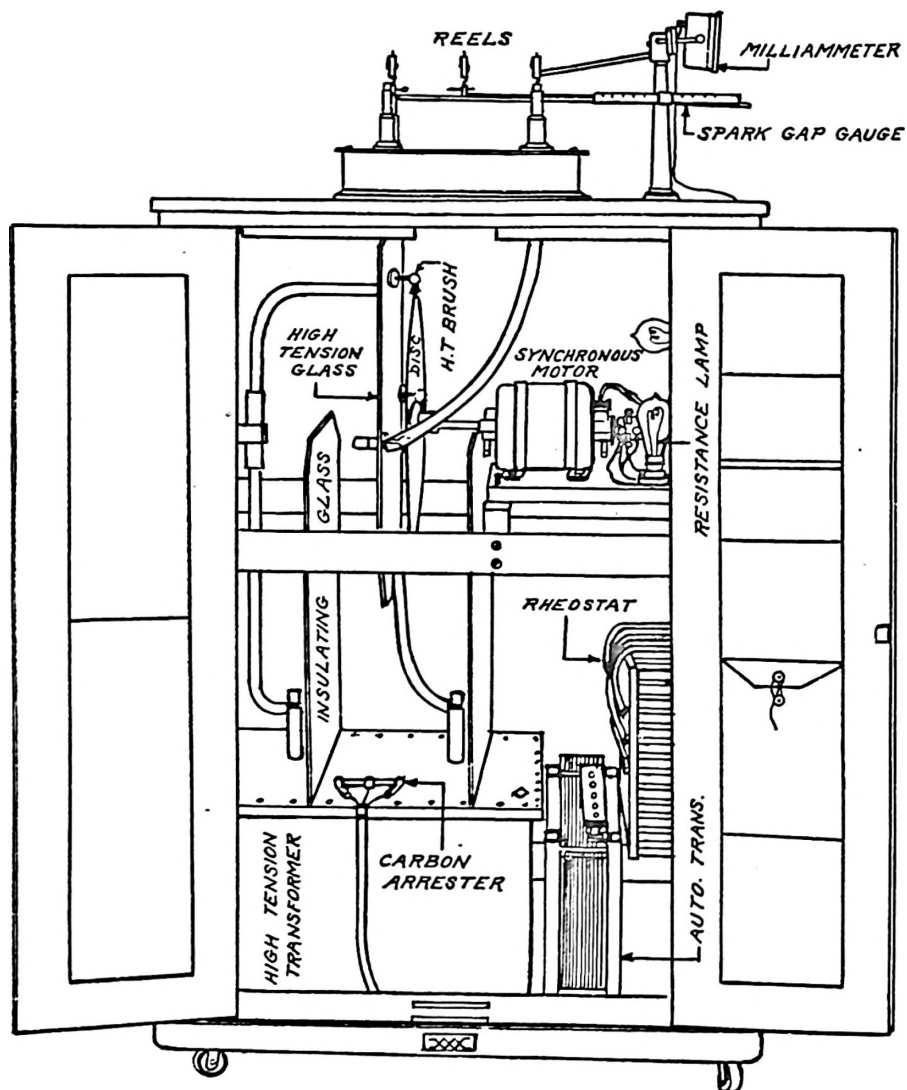 REELS
MILLIAMMETER
SPARK GAP GAUGE
HIGH
TENSION
GLASS
DISC
H.T BRUSH
SYNCHRONOUS
MOTOR
RESISTANCE LAMP
INSULATING GLASS
RHEOSTAT
CARBON
ARRESTER
HIGH TENSION
TRANSFORMER
AUTO. TRANS.